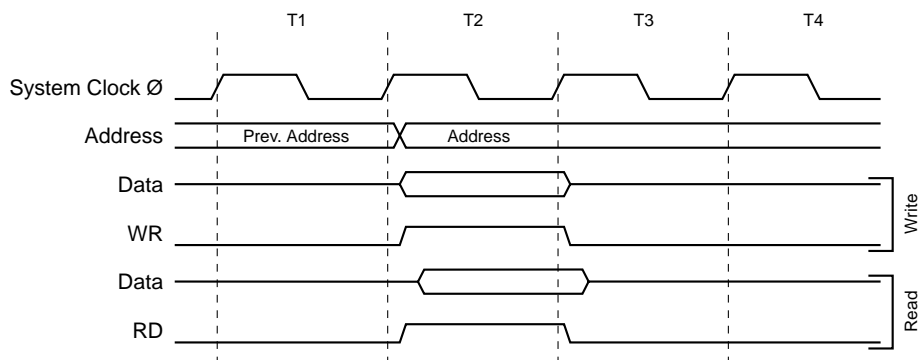 T1 T2 T3 T4
System Clock Ø
Address Prev. Address Address
Data
WR
Write
Data
RD
Read